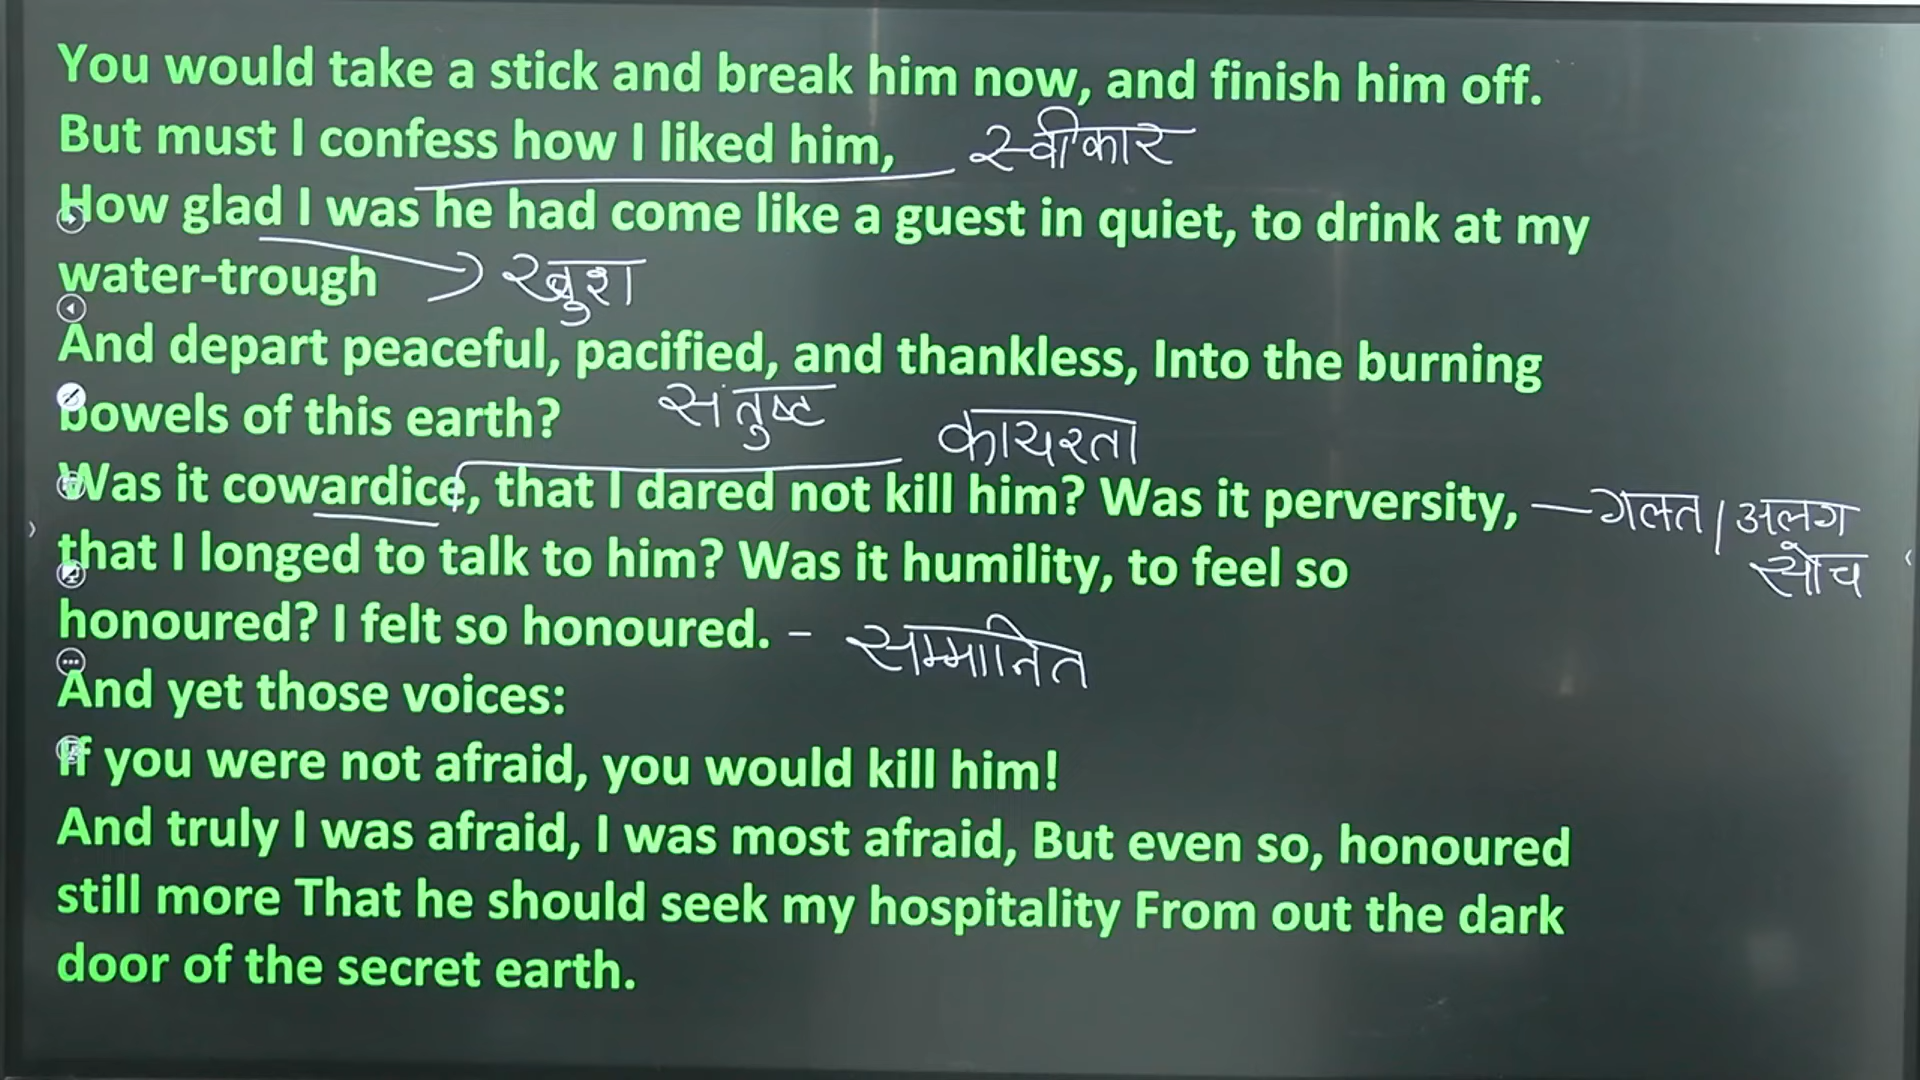 You would take a stick and break him now, and finish him off.
But must I confess how I liked him, स्वीकार
How glad I was he had come like a guest in quiet, to drink at my
water-trough खुश
And depart peaceful, pacified, and thankless, Into the burning
bowels of this earth? संतुष्ट कायरता
Was it cowardice, that I dared not kill him? Was it perversity, — गलत / अलग
सोच
that I longed to talk to him? Was it humility, to feel so
honoured? I felt so honoured. - सम्मानित
And yet those voices:
If you were not afraid, you would kill him!
And truly I was afraid, I was most afraid, But even so, honoured
still more That he should seek my hospitality From out the dark
door of the secret earth.